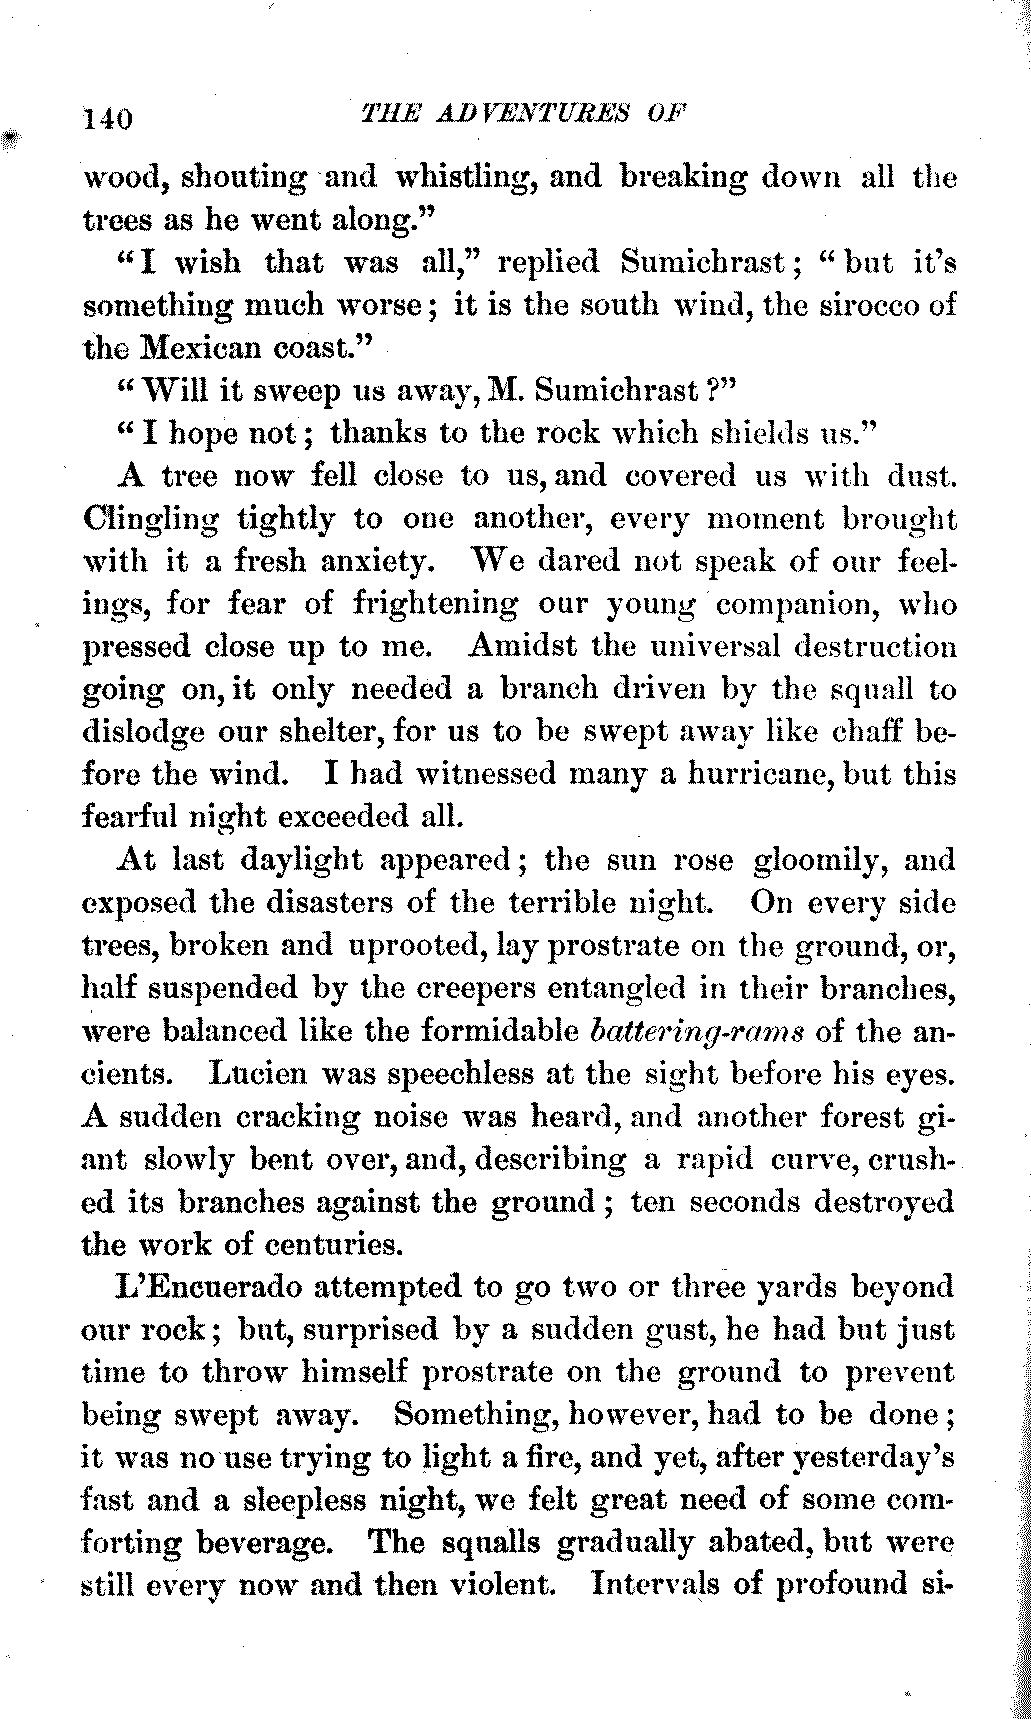 140 THE ADVENTURES OF
wood, shouting and whistling, and breaking down all the
trees as he went along."
"I wish that was all," replied Sumichrast; "but it's
something much worse; it is the south wind, the sirocco of
the Mexican coast."
"Will it sweep us away, M. Sumichrast?"
"I hope not; thanks to the rock which shields us."
A tree now fell close to us, and covered us with dust.
Clingling tightly to one another, every moment brought
with it a fresh anxiety. We dared not speak of our feel-
ings, for fear of frightening our young companion, who
pressed close up to me. Amidst the universal destruction
going on, it only needed a branch driven by the squall to
dislodge our shelter, for us to be swept away like chaff be-
fore the wind. I had witnessed many a hurricane, but this
fearful night exceeded all.
At last daylight appeared; the sun rose gloomily, and
exposed the disasters of the terrible night. On every side
trees, broken and uprooted, lay prostrate on the ground, or,
half suspended by the creepers entangled in their branches,
were balanced like the formidable battering-rams of the an-
cients. Lucien was speechless at the sight before his eyes.
A sudden cracking noise was heard, and another forest gi-
ant slowly bent over, and, describing a rapid curve, crush-
ed its branches against the ground; ten seconds destroyed
the work of centuries.
L'Encuerado attempted to go two or three yards beyond
our rock; but, surprised by a sudden gust, he had but just
time to throw himself prostrate on the ground to prevent
being swept away. Something, however, had to be done;
it was no use trying to light a fire, and yet, after yesterday's
fast and a sleepless night, we felt great need of some com-
forting beverage. The squalls gradually abated, but were
still every now and then violent. Intervals of profound si-